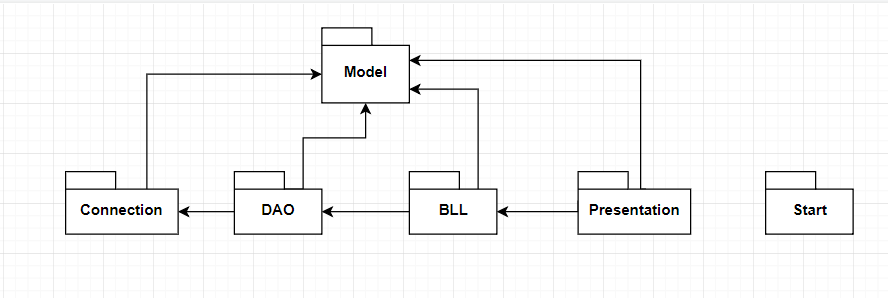 Model
Connection
DAO
BLL
Presentation
Start